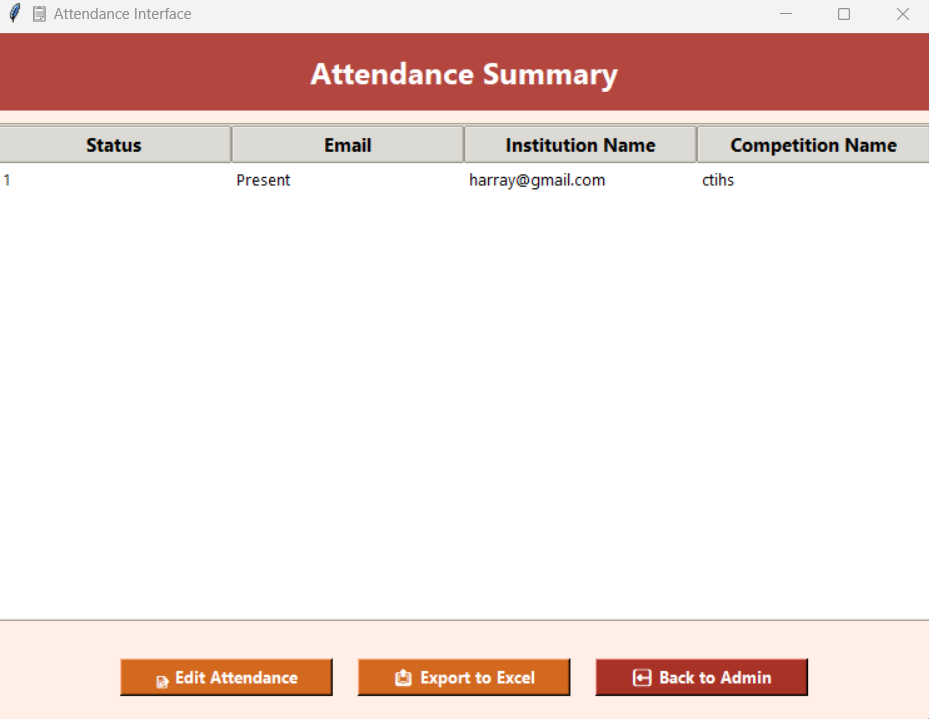 Attendance Interface
Attendance Summary
Status Email Institution Name Competition Name
1 Present harray@gmail.com ctihs
Edit Attendance Export to Excel Back to Admin